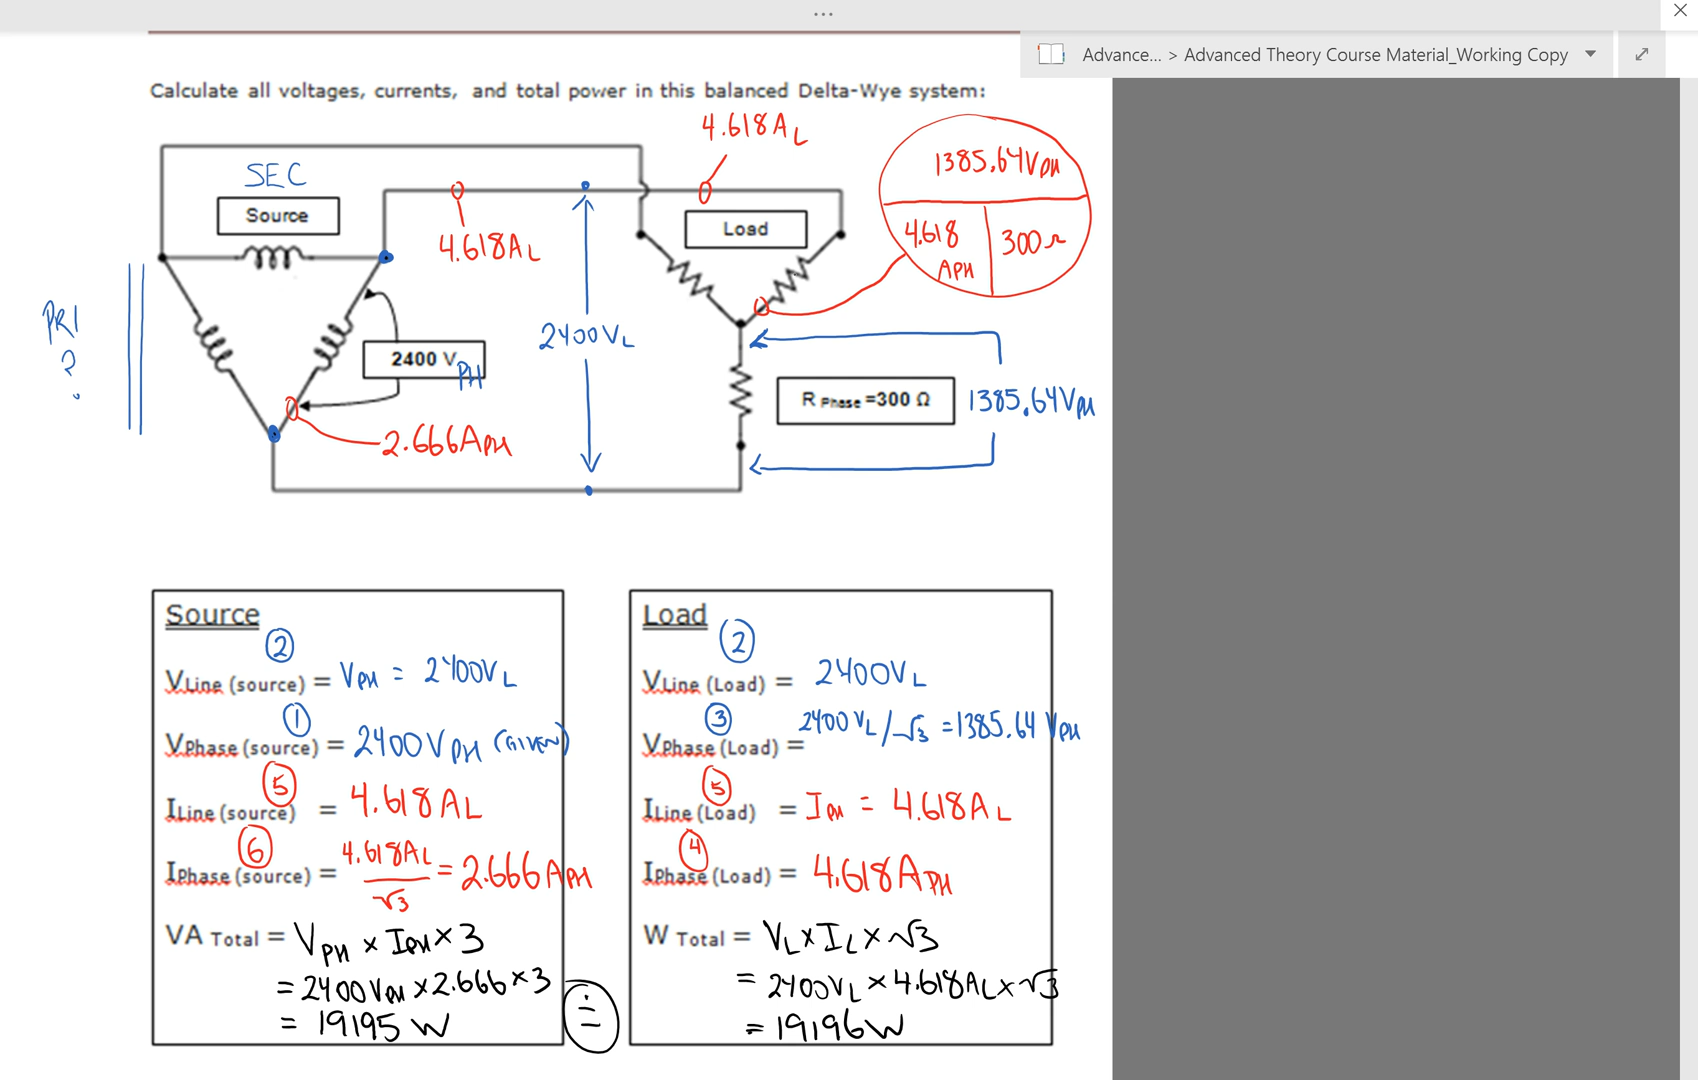 ...
Advance... > Advanced Theory Course Material_Working Copy
Calculate all voltages, currents, and total power in this balanced Delta-Wye system:
4.618AL
1385.64VPH
SEC
Source
Load
4.618AL
4.618
APH
300Ω
PRI
?
2400VL
2400 V
PH
R Phase =300 Ω
1385.64VPH
2.666APH
Source
②
VLine (source) = VPH = 2400VL
①
VPhase (source) = 2400VPH (GIVEN)
⑤
ILine (source) = 4.618AL
⑥
IPhase (source) = 4.618AL/√3 = 2.666APH
VA Total = VPH × IPH × 3
= 2400VPH × 2.666 × 3
= 19195 W
Load
②
VLine (Load) = 2400VL
③
VPhase (Load) = 2400VL/√3 = 1385.64 VPH
⑤
ILine (Load) = IPH = 4.618AL
④
IPhase (Load) = 4.618APH
W Total = VL × IL × √3
= 2400VL × 4.618AL × √3
= 19196W